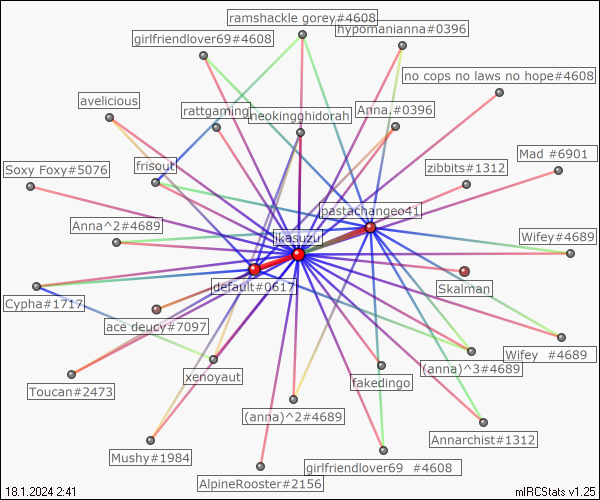 ramshackle gorey#4608
hypomanianna#0396
girlfriendlover69#4608
no cops no laws no hope#4608
avelicious
rattgaming
neokingghidorah
Anna.#0396
Mad #6901
Soxy Foxy#5076
frisout
zibbits#1312
pastachangeo41
Anna^2#4689
ikasuzu
Wifey#4689
default#0617
Skalman
Cypha#1717
ace deucy#7097
Wifey #4689
(anna)^3#4689
xenoyaut
fakedingo
Toucan#2473
(anna)^2#4689
Annarchist#1312
Mushy#1984
girlfriendlover69 #4608
AlpineRooster#2156
18.1.2024 2:41
mIRCStats v1.25